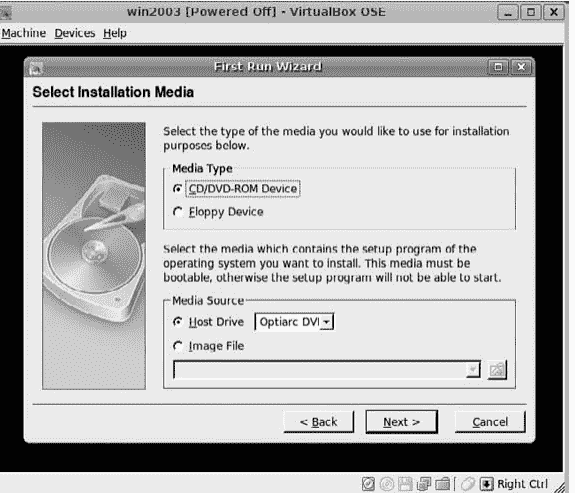 win2003 [Powered Off] - VirtualBox OSE
Machine Devices Help
First Run Wizard
Select Installation Media
Select the type of the media you would like to use for installation
purposes below.
Media Type
CD/DVD-ROM Device
Floppy Device
Select the media which contains the setup program of the
operating system you want to install. This media must be
bootable, otherwise the setup program will not be able to start.
Media Source
Host Drive Optiarc DVI
Image File
< Back Next > Cancel
Right Ctrl